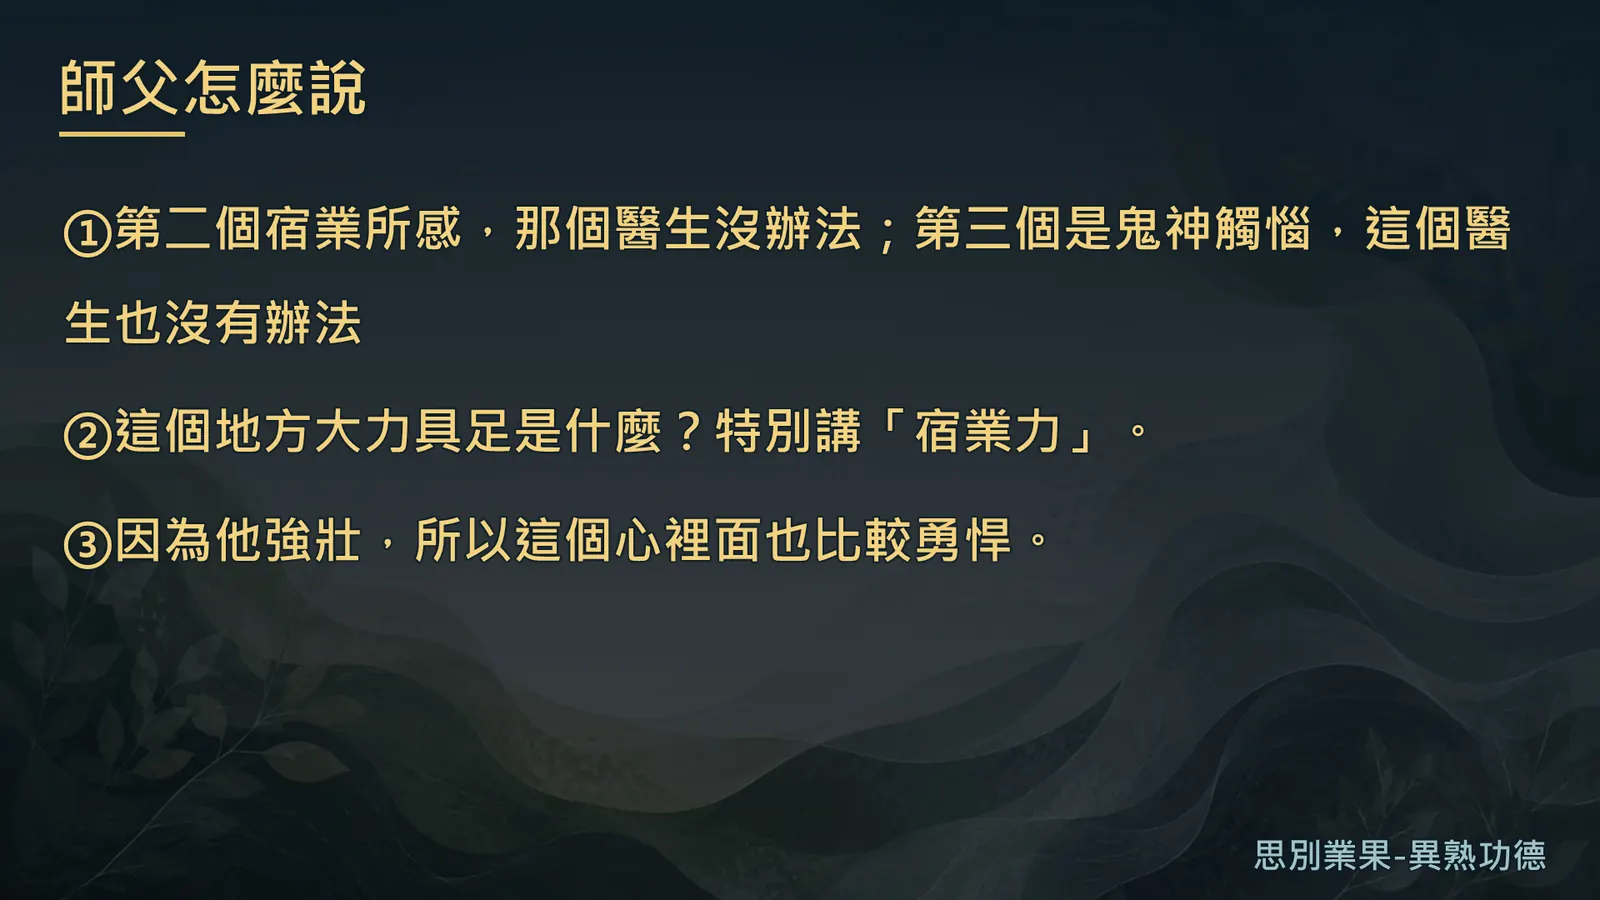 師父怎麼說
①第二個宿業所感，那個醫生沒辦法；第三個是鬼神觸惱，這個醫
生也沒有辦法
②這個地方大力具足是什麼？特別講「宿業力」。
③因為他強壯，所以這個心裡面也比較勇悍。
思別業果-異熟功德